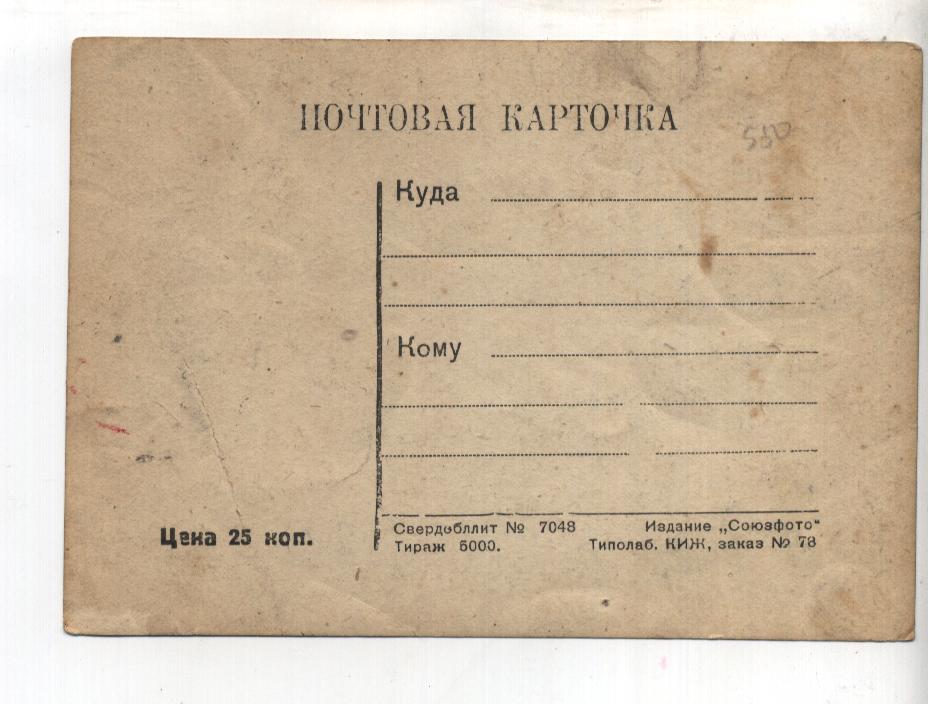 ПОЧТОВАЯ КАРТОЧКА
550
Куда
Кому
Цена 25 коп.
Свердобллит № 7048 Издание „Союзфото“
Тираж 5000. Типолаб. КИЖ, заказ № 78